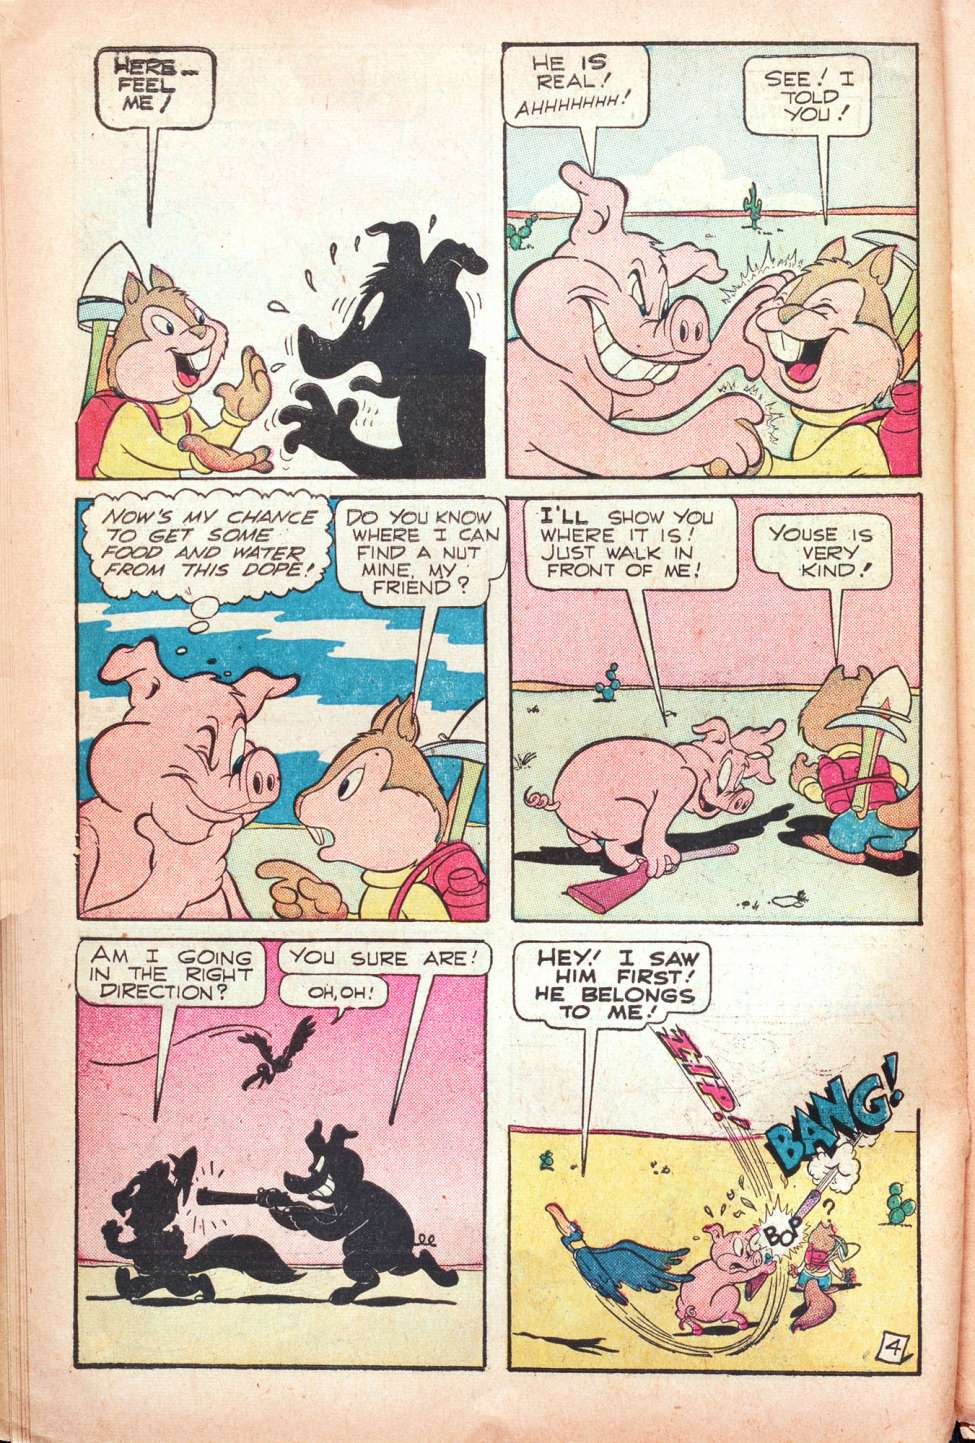 HERE—
FEEL
ME!
HE IS
REAL!
AHHHHHHH!
SEE! I
TOLD
YOU!
NOW'S MY CHANCE
TO GET SOME
FOOD AND WATER
FROM THIS DOPE!
DO YOU KNOW
WHERE I CAN
FIND A NUT
MINE, MY
FRIEND?
I'LL SHOW YOU
WHERE IT IS!
JUST WALK IN
FRONT OF ME!
YOUSE IS
VERY
KIND!
AM I GOING
IN THE RIGHT
DIRECTION?
YOU SURE ARE!
OH, OH!
HEY! I SAW
HIM FIRST!
HE BELONGS
TO ME!
Z-I-P!
BANG!
BOP
?
4